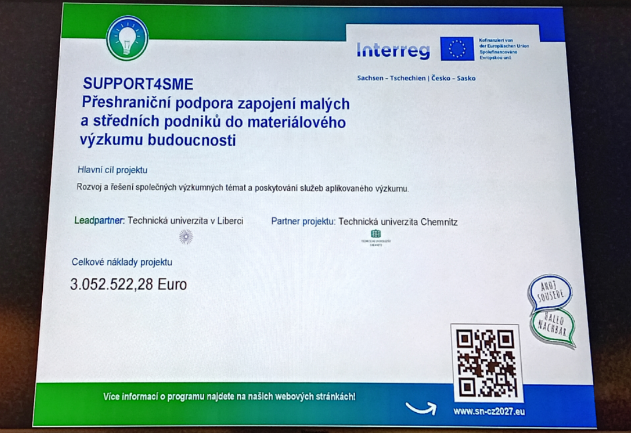 Interreg
Kofinanziert von
der Europäischen Union
Spolufinancováno
Evropskou unií
Sachsen – Tschechien | Česko – Sasko
SUPPORT4SME
Přeshraniční podpora zapojení malých
a středních podniků do materiálového
výzkumu budoucnosti
Hlavní cíl projektu
Rozvoj a řešení společných výzkumných témat a poskytování služeb aplikovaného výzkumu.
Leadpartner: Technická univerzita v Liberci Partner projektu: Technická univerzita Chemnitz
Celkové náklady projektu
3.052.522,28 Euro
AHOJ
SOUSEDE
HALLO
NACHBAR
Více informací o programu najdete na našich webových stránkách!
www.sn-cz2027.eu